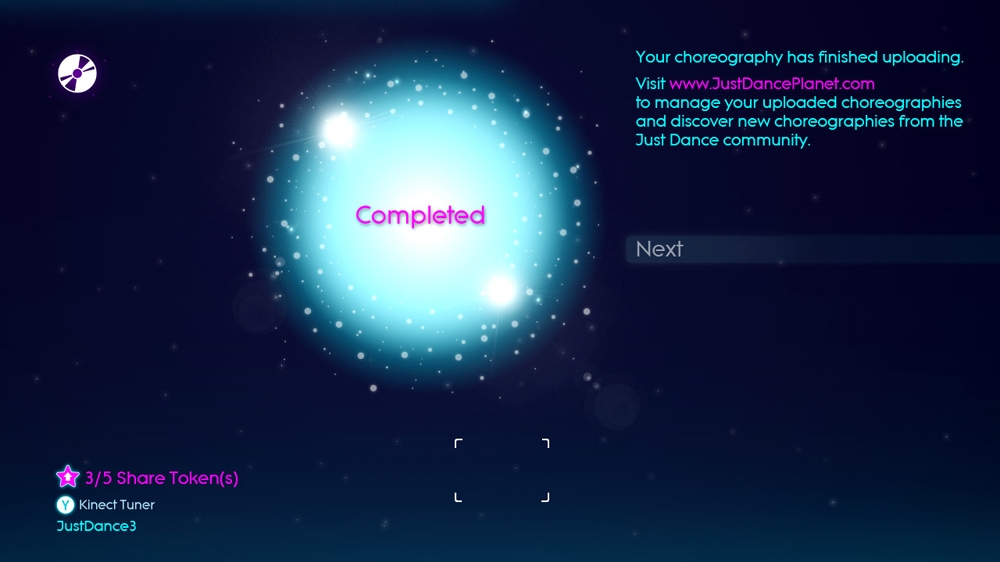 Your choreography has finished uploading.
Visit www.JustDancePlanet.com
to manage your uploaded choreographies
and discover new choreographies from the
Just Dance community.
Completed
Next
3/5 Share Token(s)
Y Kinect Tuner
JustDance3